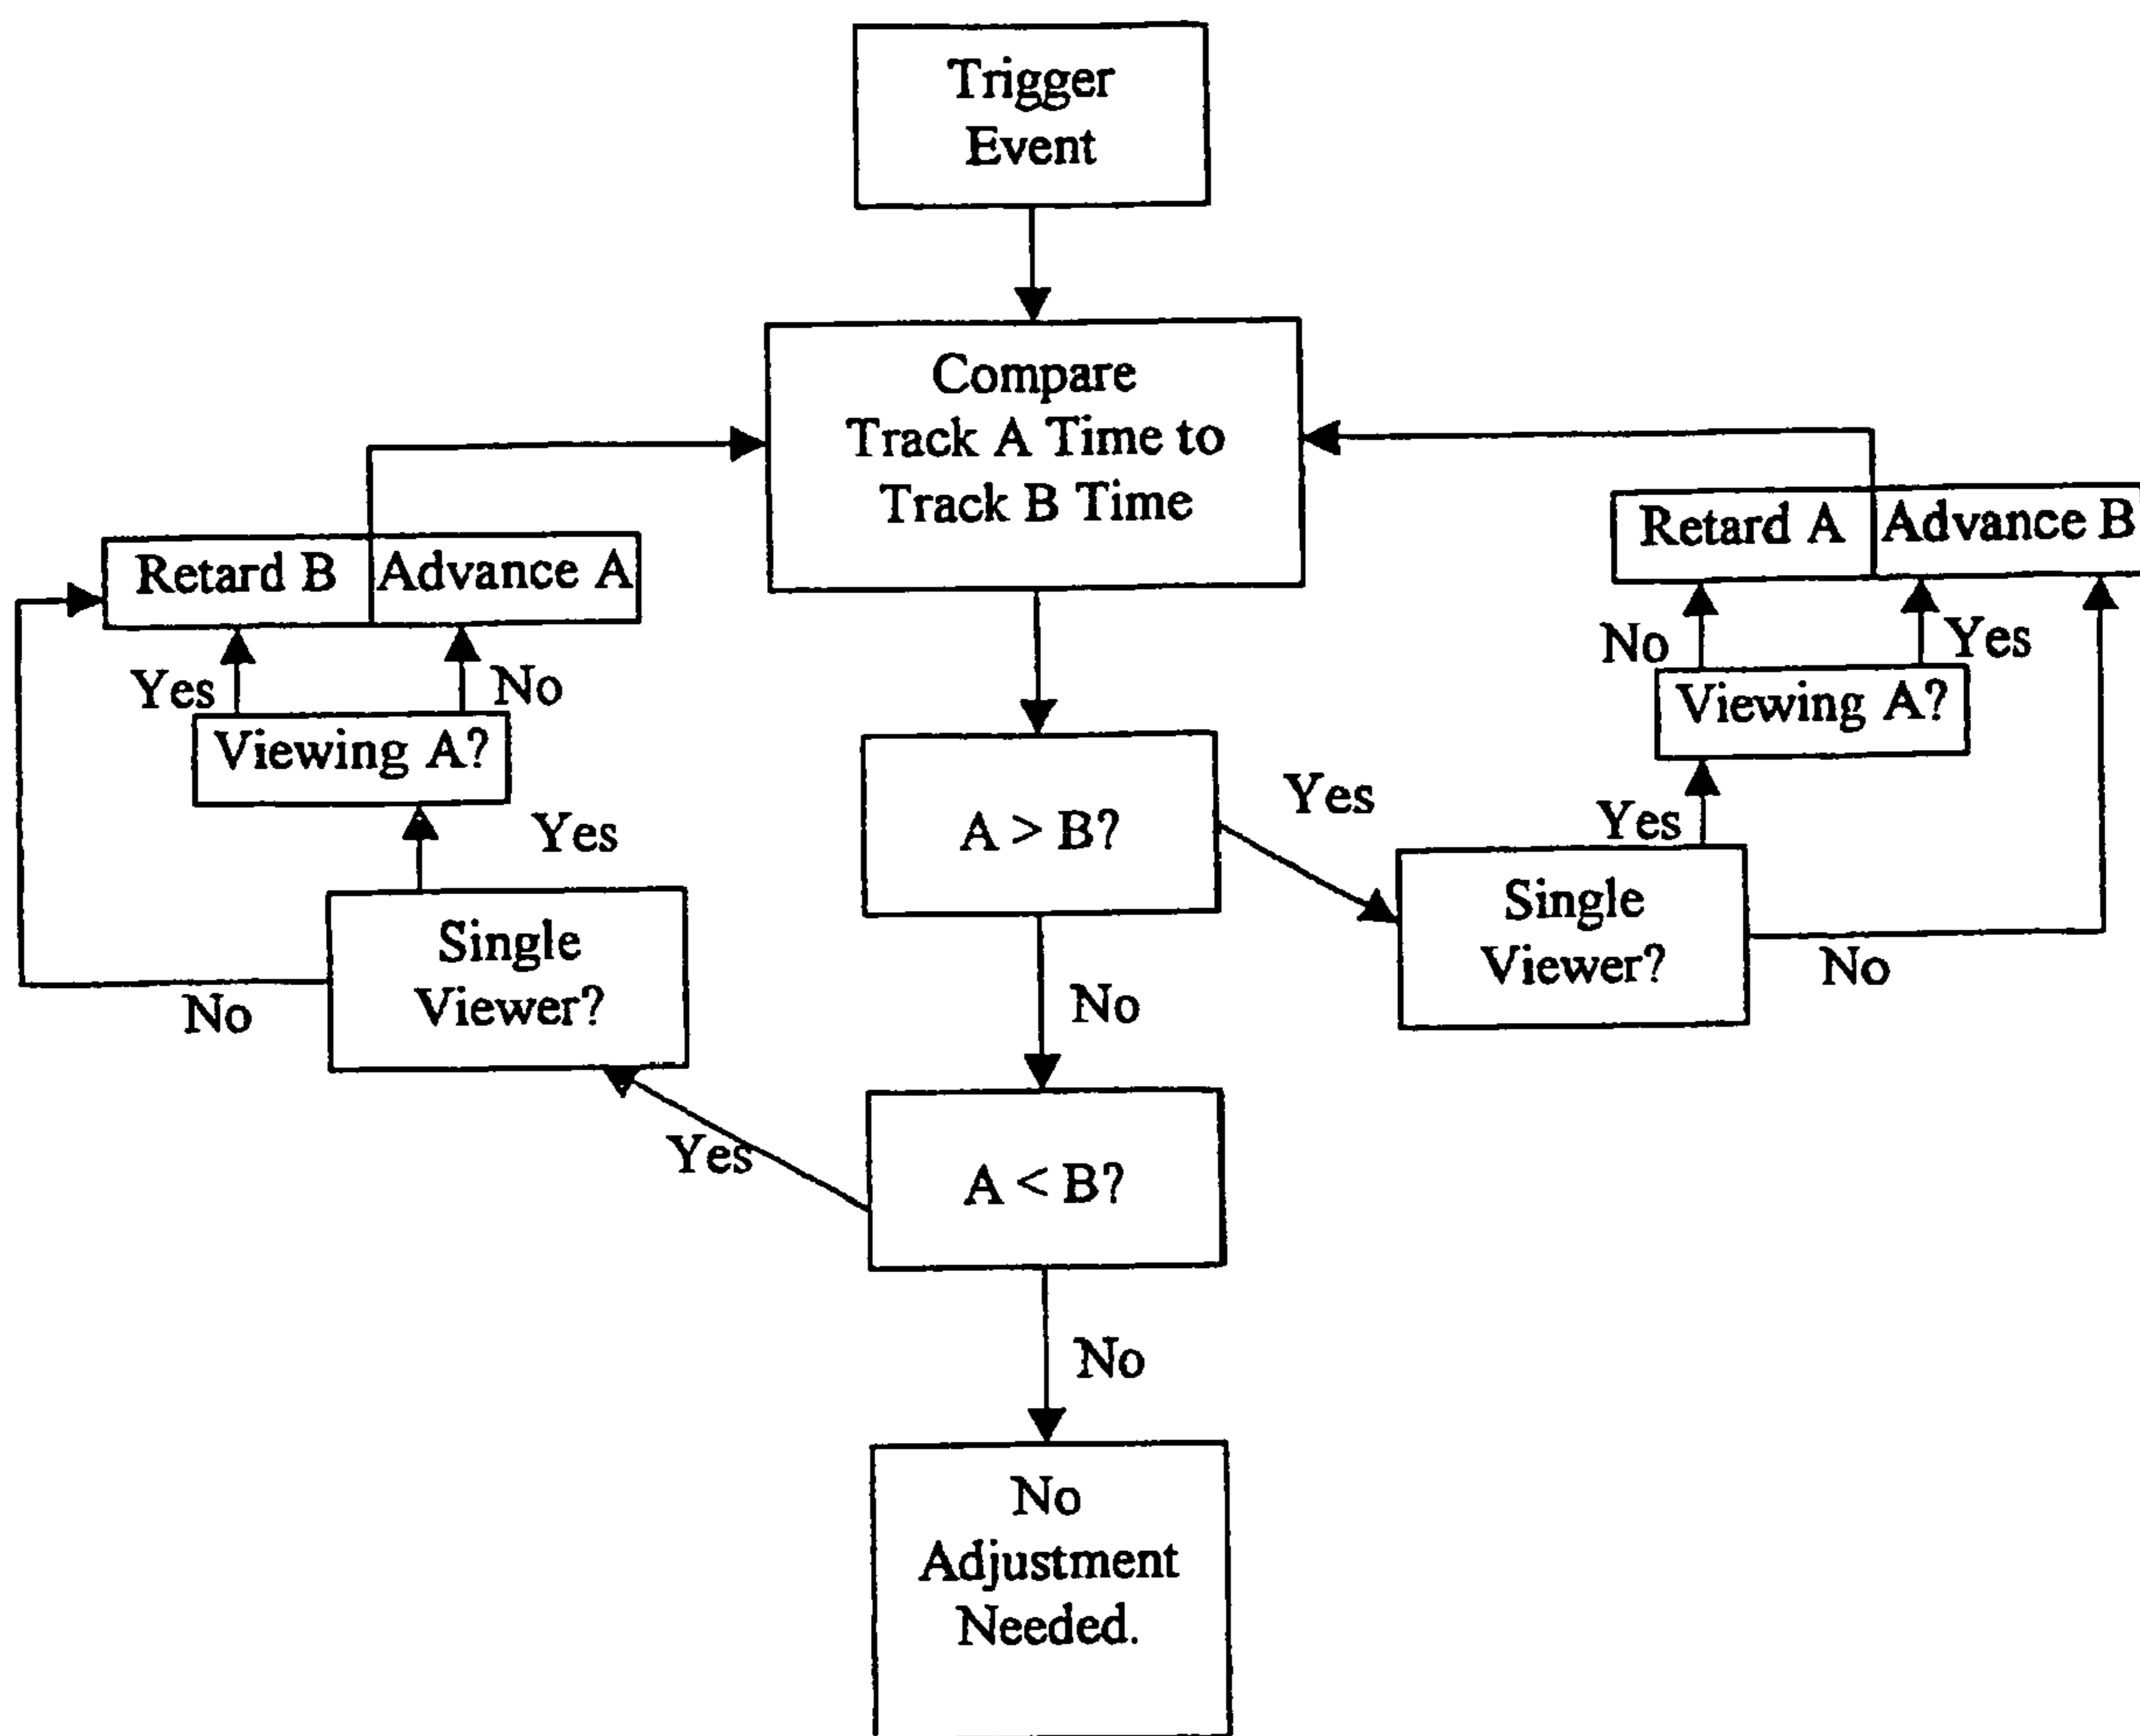 Trigger
Event
Compare
Track A Time to
Track B Time
Retard B
Advance A
Retard A
Advance B
Yes
No
Viewing A?
No
Yes
Viewing A?
Yes
Single
Viewer?
No
A > B?
Yes
Yes
Single
Viewer?
No
No
Yes
A < B?
No
No
Adjustment
Needed.